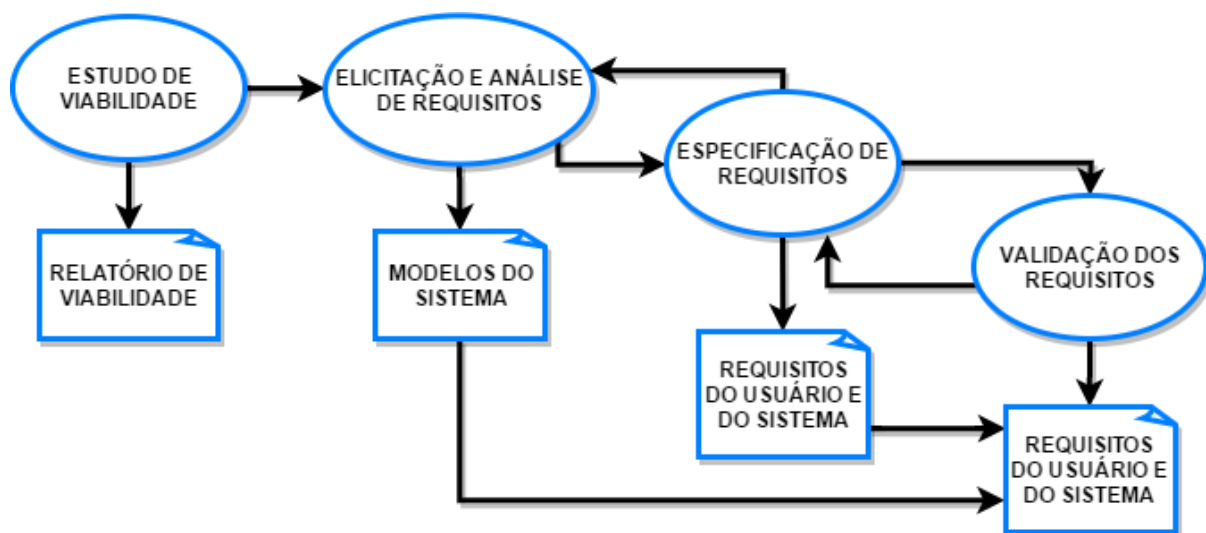 ESTUDO DE
VIABILIDADE
ELICITAÇÃO E ANÁLISE
DE REQUISITOS
ESPECIFICAÇÃO DE
REQUISITOS
VALIDAÇÃO DOS
REQUISITOS
RELATÓRIO DE
VIABILIDADE
MODELOS DO
SISTEMA
REQUISITOS
DO USUÁRIO E
DO SISTEMA
REQUISITOS
DO USUÁRIO E
DO SISTEMA